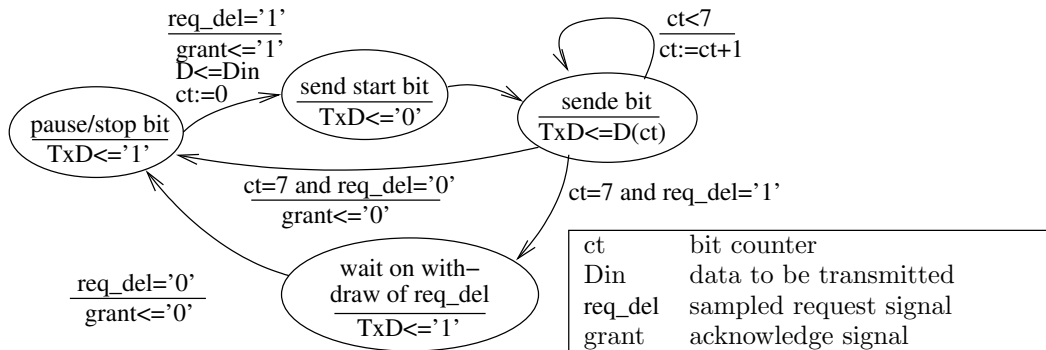 req_del='1'
grant<='1'
D<=Din
ct:=0
send start bit
TxD<='0'
ct<7
ct:=ct+1
sende bit
TxD<=D(ct)
pause/stop bit
TxD<='1'
ct=7 and req_del='0'
grant<='0'
ct=7 and req_del='1'
req_del='0'
grant<='0'
wait on with–
draw of req_del
TxD<='1'
ct bit counter
Din data to be transmitted
req_del sampled request signal
grant acknowledge signal